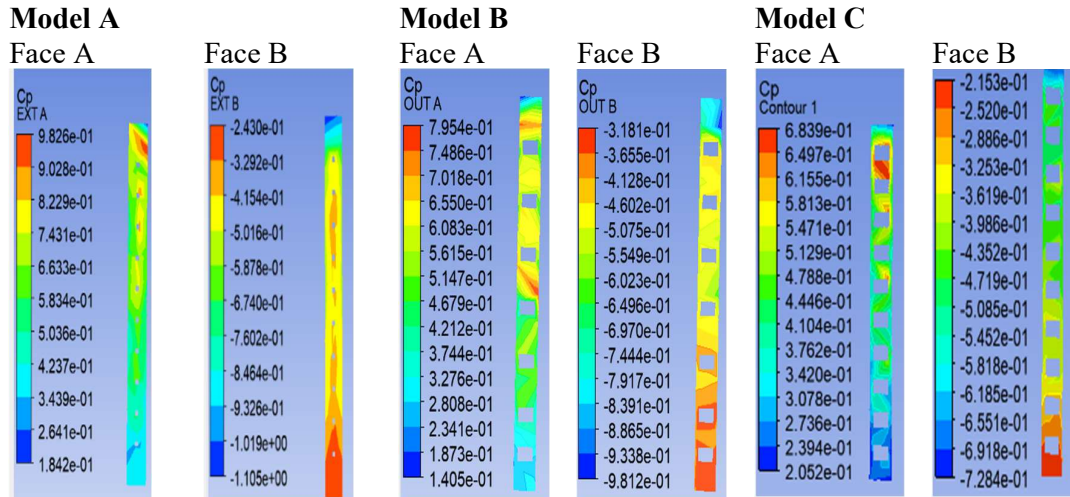 Model A
Face A
Cp
EXT A
9.826e-01
9.028e-01
8.229e-01
7.431e-01
6.633e-01
5.834e-01
5.036e-01
4.237e-01
3.439e-01
2.641e-01
1.842e-01
Face B
Cp
EXT B
-2.430e-01
-3.292e-01
-4.154e-01
-5.016e-01
-5.878e-01
-6.740e-01
-7.602e-01
-8.464e-01
-9.326e-01
-1.019e+00
-1.105e+00
Model B
Face A
Cp
OUT A
7.954e-01
7.486e-01
7.018e-01
6.550e-01
6.083e-01
5.615e-01
5.147e-01
4.679e-01
4.212e-01
3.744e-01
3.276e-01
2.808e-01
2.341e-01
1.873e-01
1.405e-01
Face B
Cp
OUT B
-3.181e-01
-3.655e-01
-4.128e-01
-4.602e-01
-5.075e-01
-5.549e-01
-6.023e-01
-6.496e-01
-6.970e-01
-7.444e-01
-7.917e-01
-8.391e-01
-8.865e-01
-9.338e-01
-9.812e-01
Model C
Face A
Cp
Contour 1
6.839e-01
6.497e-01
6.155e-01
5.813e-01
5.471e-01
5.129e-01
4.788e-01
4.446e-01
4.104e-01
3.762e-01
3.420e-01
3.078e-01
2.736e-01
2.394e-01
2.052e-01
Face B
-2.153e-01
-2.520e-01
-2.886e-01
-3.253e-01
-3.619e-01
-3.986e-01
-4.352e-01
-4.719e-01
-5.085e-01
-5.452e-01
-5.818e-01
-6.185e-01
-6.551e-01
-6.918e-01
-7.284e-01